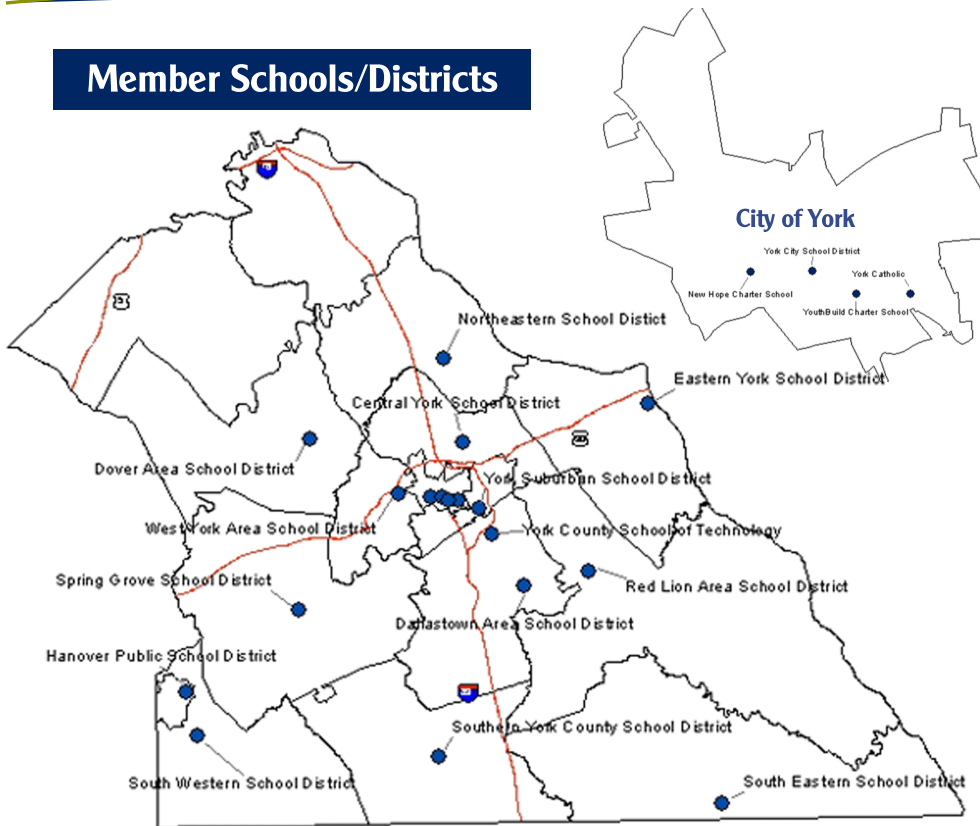 Member Schools/Districts
City of York
York City School District
York Catholic
New Hope Charter School
YouthBuild Charter School
Northeastern School Distict
Eastern York School District
Central York School District
Dover Area School District
York Suburban School District
West York Area School District
York County School of Technology
Spring Grove School District
Red Lion Area School District
Dallastown Area School District
Hanover Public School District
Southern York County School District
South Western School District
South Eastern School District